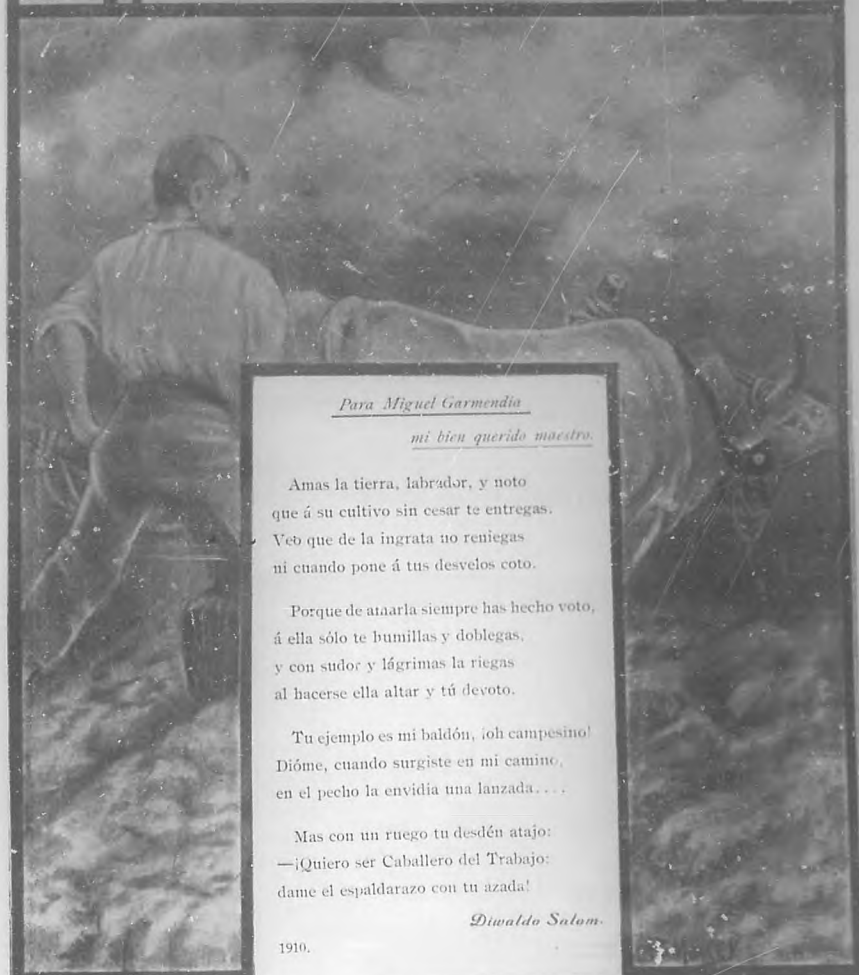 Para Miguel Garmendia
mi bien querido maestro.
Amas la tierra, labrador, y noto
que á su cultivo sin cesar te entregas.
Veo que de la ingrata no reniegas
ni cuando pone á tus desvelos coto.
Porque de amarla siempre has hecho voto,
á ella sólo te humillas y doblegas,
y con sudor y lágrimas la riegas
al hacerse ella altar y tú devoto.
Tu ejemplo es mi baldón, ¡oh campesino!
Dióme, cuando surgiste en mi camino,
en el pecho la envidia una lanzada....
Mas con un ruego tu desdén atajo:
—¡Quiero ser Caballero del Trabajo:
dame el espaldarazo con tu azada!
Diwaldo Salom.
1910.